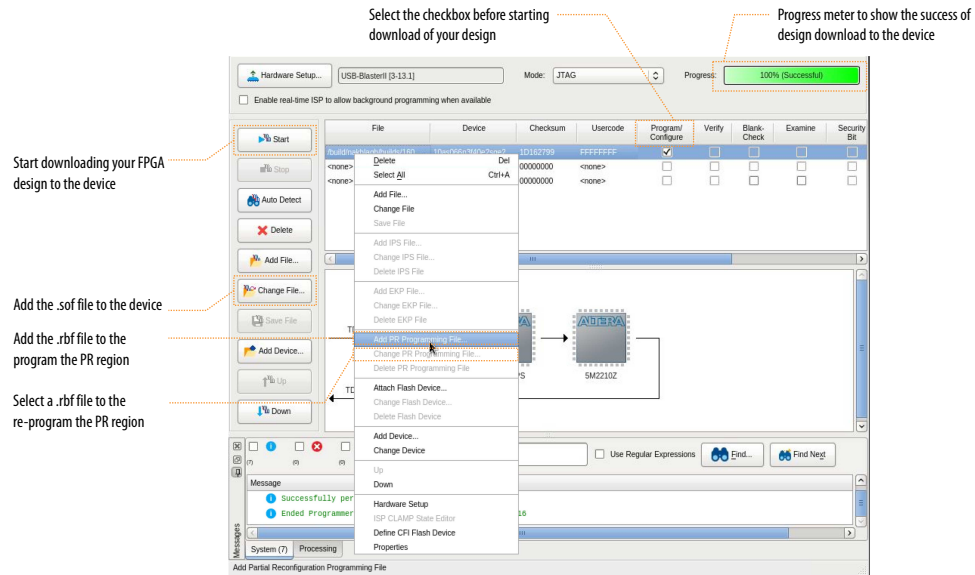 Select the checkbox before starting
download of your design
Progress meter to show the success of
design download to the device
Hardware Setup...
USB-BlasterII [3-13.1]
Mode:
JTAG
Progress:
100% (Successful)
Enable real-time ISP to allow background programming when available
File
Device
Checksum
Usercode
Program/
Configure
Verify
Blank-
Check
Examine
Security
Bit
1D162799
FFFFFFFF
<none>
00000000
<none>
<none>
00000000
<none>
Start downloading your FPGA
design to the device
Add the .sof file to the device
Add the .rbf file to the
program the PR region
Select a .rbf file to the
re-program the PR region
Start
Stop
Auto Detect
Delete
Add File...
Change File...
Save File
Add Device...
Up
Down
Delete Del
Select All Ctrl+A
Add File...
Change File
Save File
Add IPS File...
Change IPS File...
Delete IPS File
Add EKP File...
Change EKP File...
Delete EKP File
Add PR Programming File...
Change PR Programming File...
Delete PR Programming File
Attach Flash Device...
Change Flash Device...
Delete Flash Device
Add Device...
Change Device
Up
Down
Hardware Setup
ISP CLAMP State Editor
Define CFI Flash Device
Properties
ALTERA
5M2210Z
(7)
(0)
(0)
Use Regular Expressions
Find...
Find Next
Message
Successfully per
Ended Programmer
16
Messages
System (7)
Processing
Add Partial Reconfiguration Programming File